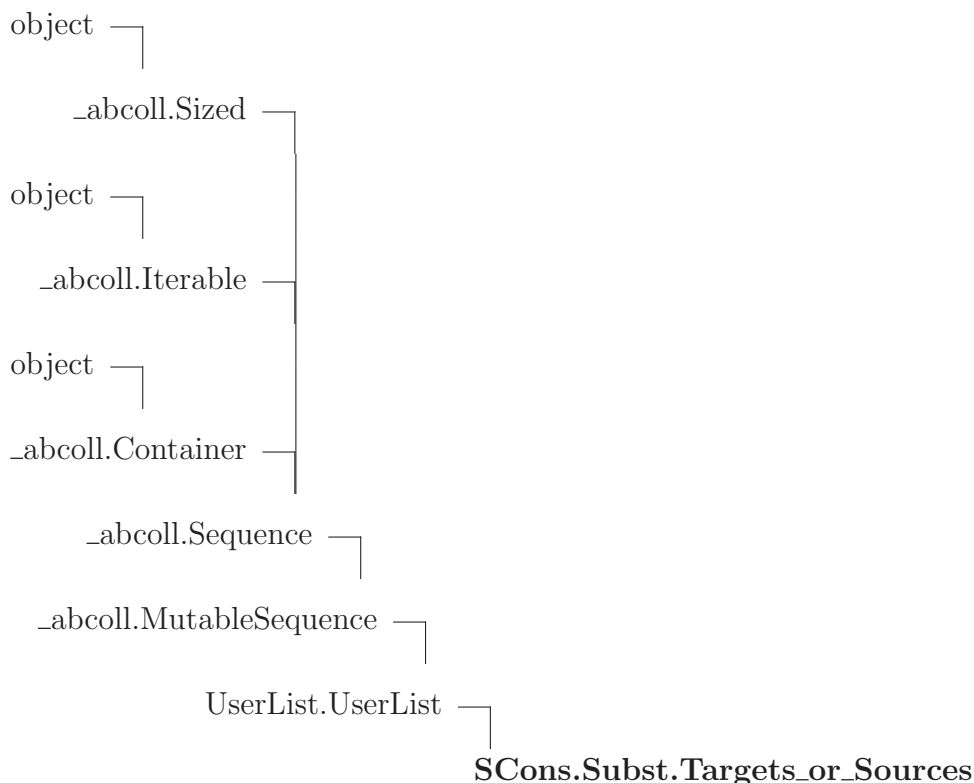 object
_abcoll.Sized
object
_abcoll.Iterable
object
_abcoll.Container
_abcoll.Sequence
_abcoll.MutableSequence
UserList.UserList
SCons.Subst.Targets_or_Sources